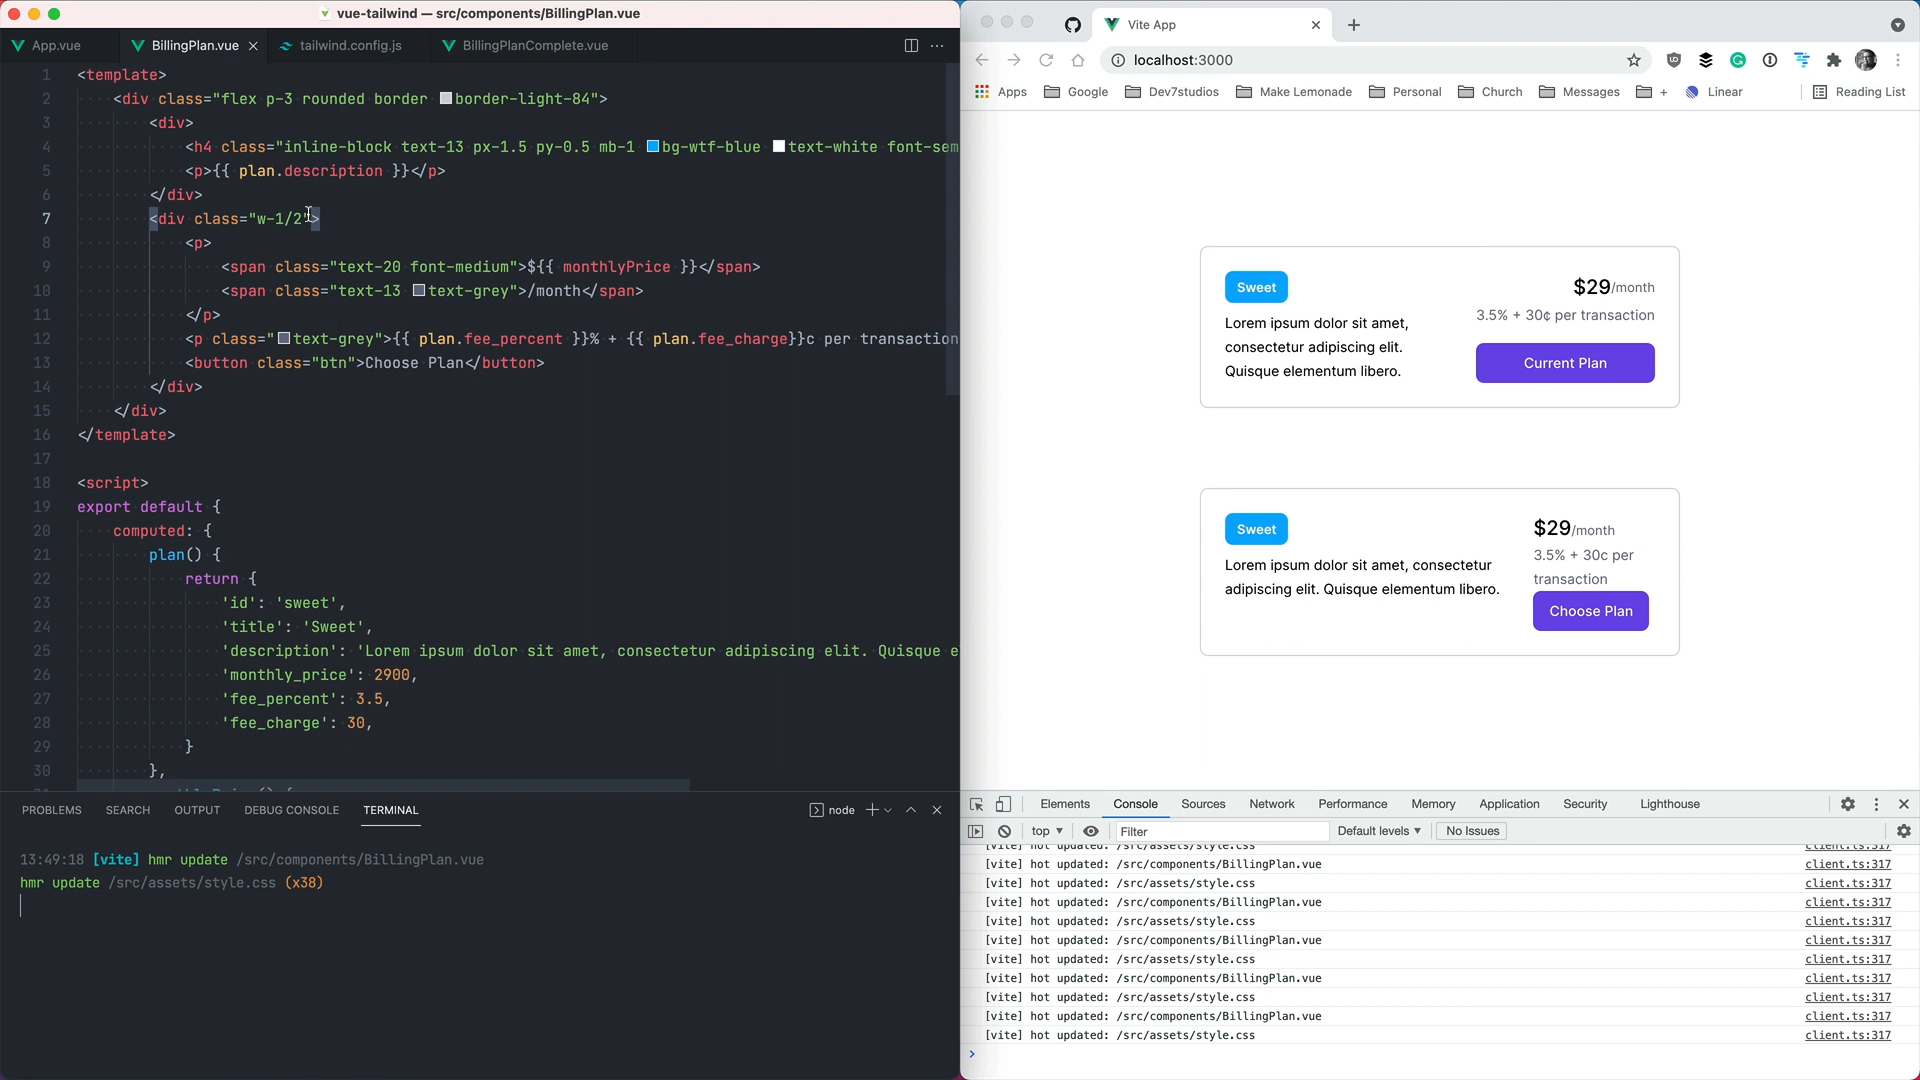 vue-tailwind — src/components/BillingPlan.vue
App.vue
BillingPlan.vue
tailwind.config.js
BillingPlanComplete.vue
1 <template>
2 <div class="flex p-3 rounded border border-light-84">
3 <div>
4 <h4 class="inline-block text-13 px-1.5 py-0.5 mb-1 bg-wtf-blue text-white font-sem
5 <p>{{ plan.description }}</p>
6 </div>
7 <div class="w-1/2">
8 <p>
9 <span class="text-20 font-medium">${{ monthlyPrice }}</span>
10 <span class="text-13 text-grey">/month</span>
11 </p>
12 <p class="text-grey">{{ plan.fee_percent }}% + {{ plan.fee_charge}}c per transaction
13 <button class="btn">Choose Plan</button>
14 </div>
15 </div>
16 </template>
17
18 <script>
19 export default {
20 computed: {
21 plan() {
22 return {
23 'id': 'sweet',
24 'title': 'Sweet',
25 'description': 'Lorem ipsum dolor sit amet, consectetur adipiscing elit. Quisque e
26 'monthly_price': 2900,
27 'fee_percent': 3.5,
28 'fee_charge': 30,
29 }
30 },
PROBLEMS SEARCH OUTPUT DEBUG CONSOLE TERMINAL
node
13:49:18 [vite] hmr update /src/components/BillingPlan.vue
hmr update /src/assets/style.css (x38)
Vite App
localhost:3000
Apps Google Dev7studios Make Lemonade Personal Church Messages + Linear Reading List
Sweet
Lorem ipsum dolor sit amet,
consectetur adipiscing elit.
Quisque elementum libero.
$29/month
3.5% + 30¢ per transaction
Current Plan
Sweet
Lorem ipsum dolor sit amet, consectetur
adipiscing elit. Quisque elementum libero.
$29/month
3.5% + 30c per
transaction
Choose Plan
Elements Console Sources Network Performance Memory Application Security Lighthouse
top Filter Default levels No Issues
[vite] hot updated: /src/assets/style.css client.ts:317
[vite] hot updated: /src/components/BillingPlan.vue client.ts:317
[vite] hot updated: /src/assets/style.css client.ts:317
[vite] hot updated: /src/components/BillingPlan.vue client.ts:317
[vite] hot updated: /src/assets/style.css client.ts:317
[vite] hot updated: /src/components/BillingPlan.vue client.ts:317
[vite] hot updated: /src/assets/style.css client.ts:317
[vite] hot updated: /src/components/BillingPlan.vue client.ts:317
[vite] hot updated: /src/assets/style.css client.ts:317
[vite] hot updated: /src/components/BillingPlan.vue client.ts:317
[vite] hot updated: /src/assets/style.css client.ts:317